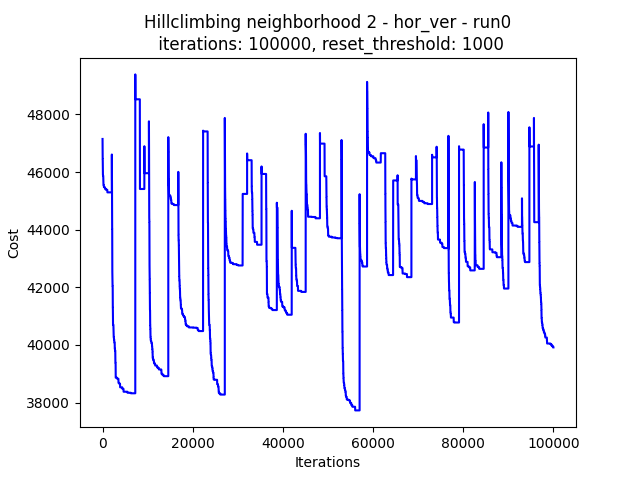 Hillclimbing neighborhood 2 - hor_ver - run0
iterations: 100000, reset_threshold: 1000
48000
46000
44000
42000
40000
38000
Cost
0 20000 40000 60000 80000 100000
Iterations